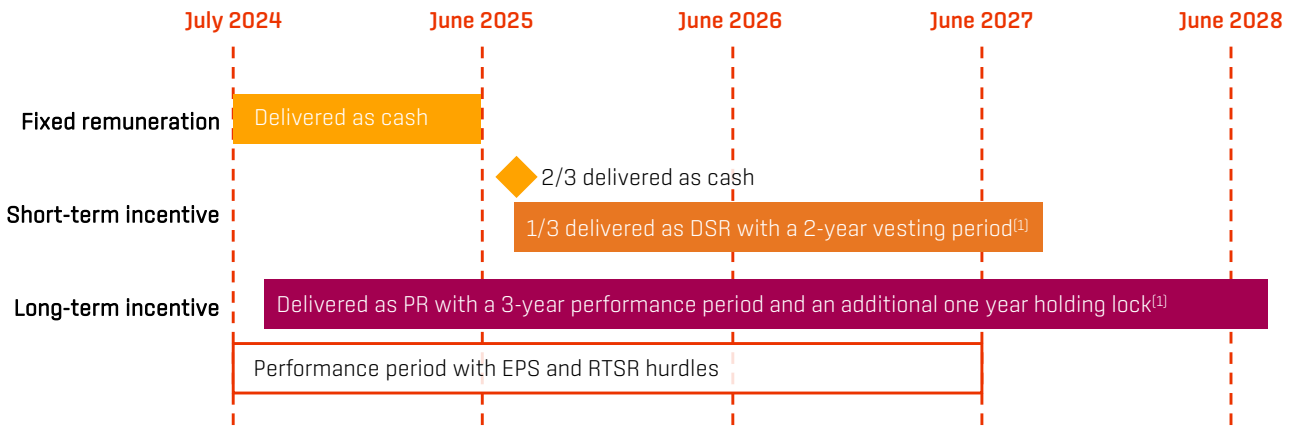 July 2024 June 2025 June 2026 June 2027 June 2028
Fixed remuneration Delivered as cash
2/3 delivered as cash
Short-term incentive 1/3 delivered as DSR with a 2-year vesting period[1]
Long-term incentive Delivered as PR with a 3-year performance period and an additional one year holding lock[1]
Performance period with EPS and RTSR hurdles